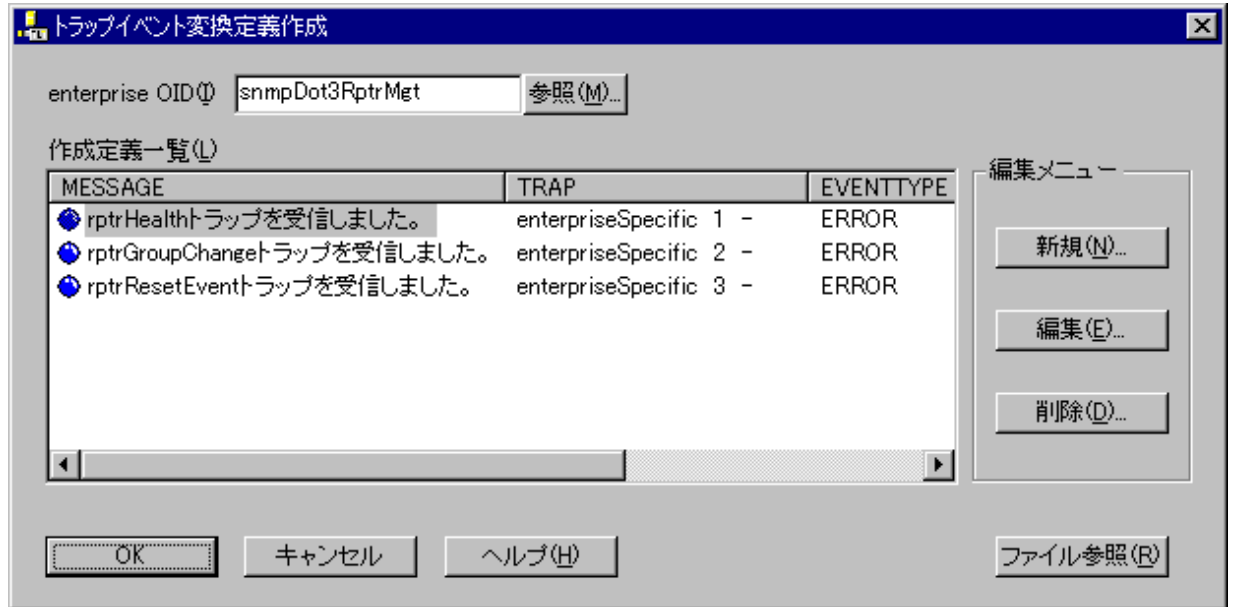 トラップイベント変換定義作成
enterprise OID(I) snmpDot3RptrMgt 参照(M)...
作成定義一覧(L)
編集メニュー
MESSAGE TRAP EVENTTYPE
rptrHealthトラップを受信しました。 enterpriseSpecific 1 - ERROR
rptrGroupChangeトラップを受信しました。 enterpriseSpecific 2 - ERROR
rptrResetEventトラップを受信しました。 enterpriseSpecific 3 - ERROR
新規(N)...
編集(E)...
削除(D)...
OK キャンセル ヘルプ(H) ファイル参照(R)